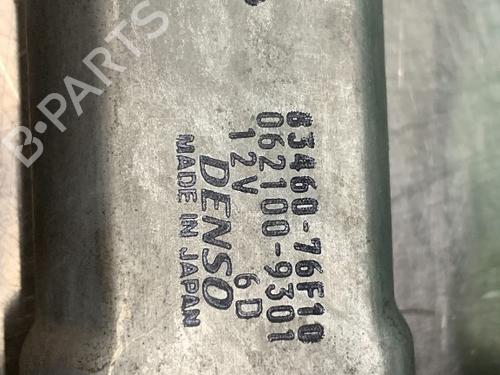 83460-76F10
062100-9301
12V 6D
DENSO
MADE IN JAPAN
B-PARTS